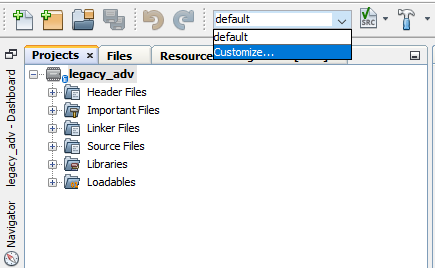 default
default
Customize...
SRC
Projects
Files
Resource
legacy_adv
Header Files
Important Files
Linker Files
Source Files
Libraries
Loadables
legacy_adv - Dashboard
Navigator